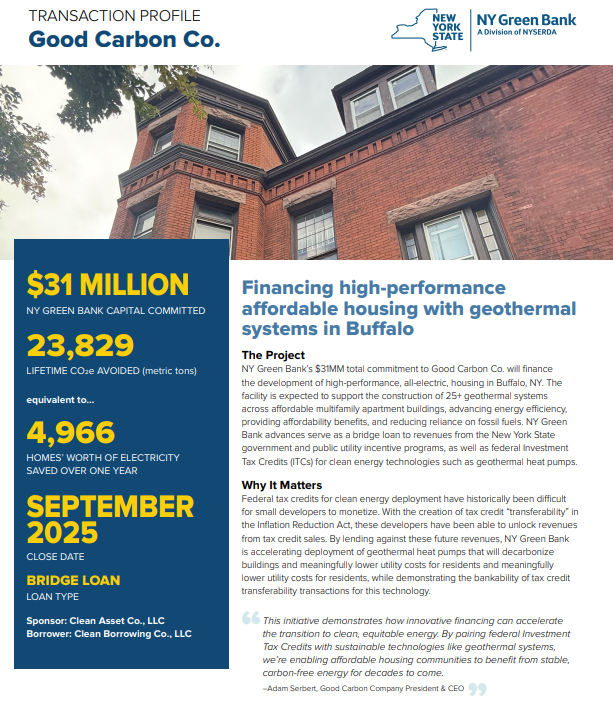 TRANSACTION PROFILE
Good Carbon Co.
NEW
YORK
STATE
NY Green Bank
A Division of NYSERDA
$31 MILLION
NY GREEN BANK CAPITAL COMMITTED
23,829
LIFETIME CO2e AVOIDED (metric tons)
equivalent to...
4,966
HOMES' WORTH OF ELECTRICITY
SAVED OVER ONE YEAR
SEPTEMBER
2025
CLOSE DATE
BRIDGE LOAN
LOAN TYPE
Sponsor: Clean Asset Co., LLC
Borrower: Clean Borrowing Co., LLC
Financing high-performance
affordable housing with geothermal
systems in Buffalo
The Project
NY Green Bank's $31MM total commitment to Good Carbon Co. will finance
the development of high-performance, all-electric, housing in Buffalo, NY. The
facility is expected to support the construction of 25+ geothermal systems
across affordable multifamily apartment buildings, advancing energy efficiency,
providing affordability benefits, and reducing reliance on fossil fuels. NY Green
Bank advances serve as a bridge loan to revenues from the New York State
government and public utility incentive programs, as well as federal Investment
Tax Credits (ITCs) for clean energy technologies such as geothermal heat pumps.
Why It Matters
Federal tax credits for clean energy deployment have historically been difficult
for small developers to monetize. With the creation of tax credit "transferability" in
the Inflation Reduction Act, these developers have been able to unlock revenues
from tax credit sales. By lending against these future revenues, NY Green Bank
is accelerating deployment of geothermal heat pumps that will decarbonize
buildings and meaningfully lower utility costs for residents and meaningfully
lower utility costs for residents, while demonstrating the bankability of tax credit
transferability transactions for this technology.
“ This initiative demonstrates how innovative financing can accelerate
the transition to clean, equitable energy. By pairing federal Investment
Tax Credits with sustainable technologies like geothermal systems,
we're enabling affordable housing communities to benefit from stable,
carbon-free energy for decades to come.
–Adam Serbert, Good Carbon Company President & CEO ”